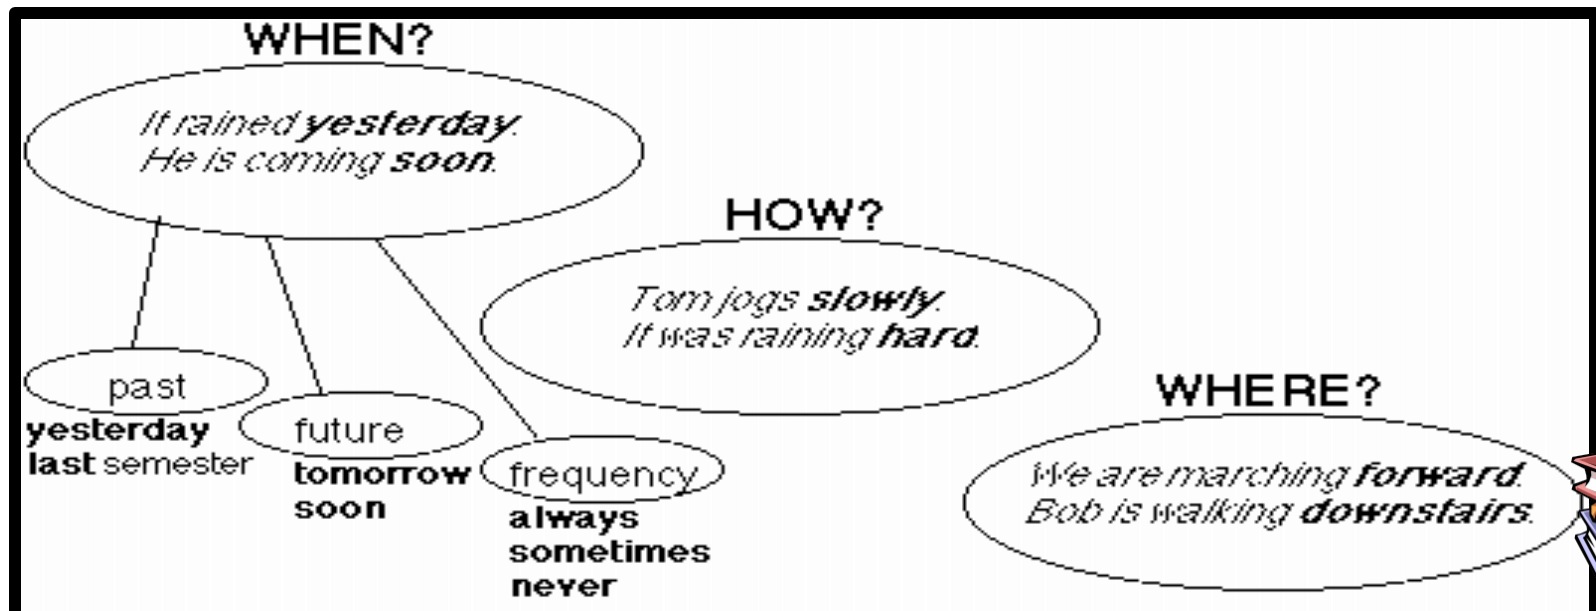 WHEN?
It rained yesterday.
He is coming soon.
HOW?
Tom jogs slowly.
It was raining hard.
past
yesterday
last semester
future
tomorrow
soon
frequency
always
sometimes
never
WHERE?
We are marching forward.
Bob is walking downstairs.